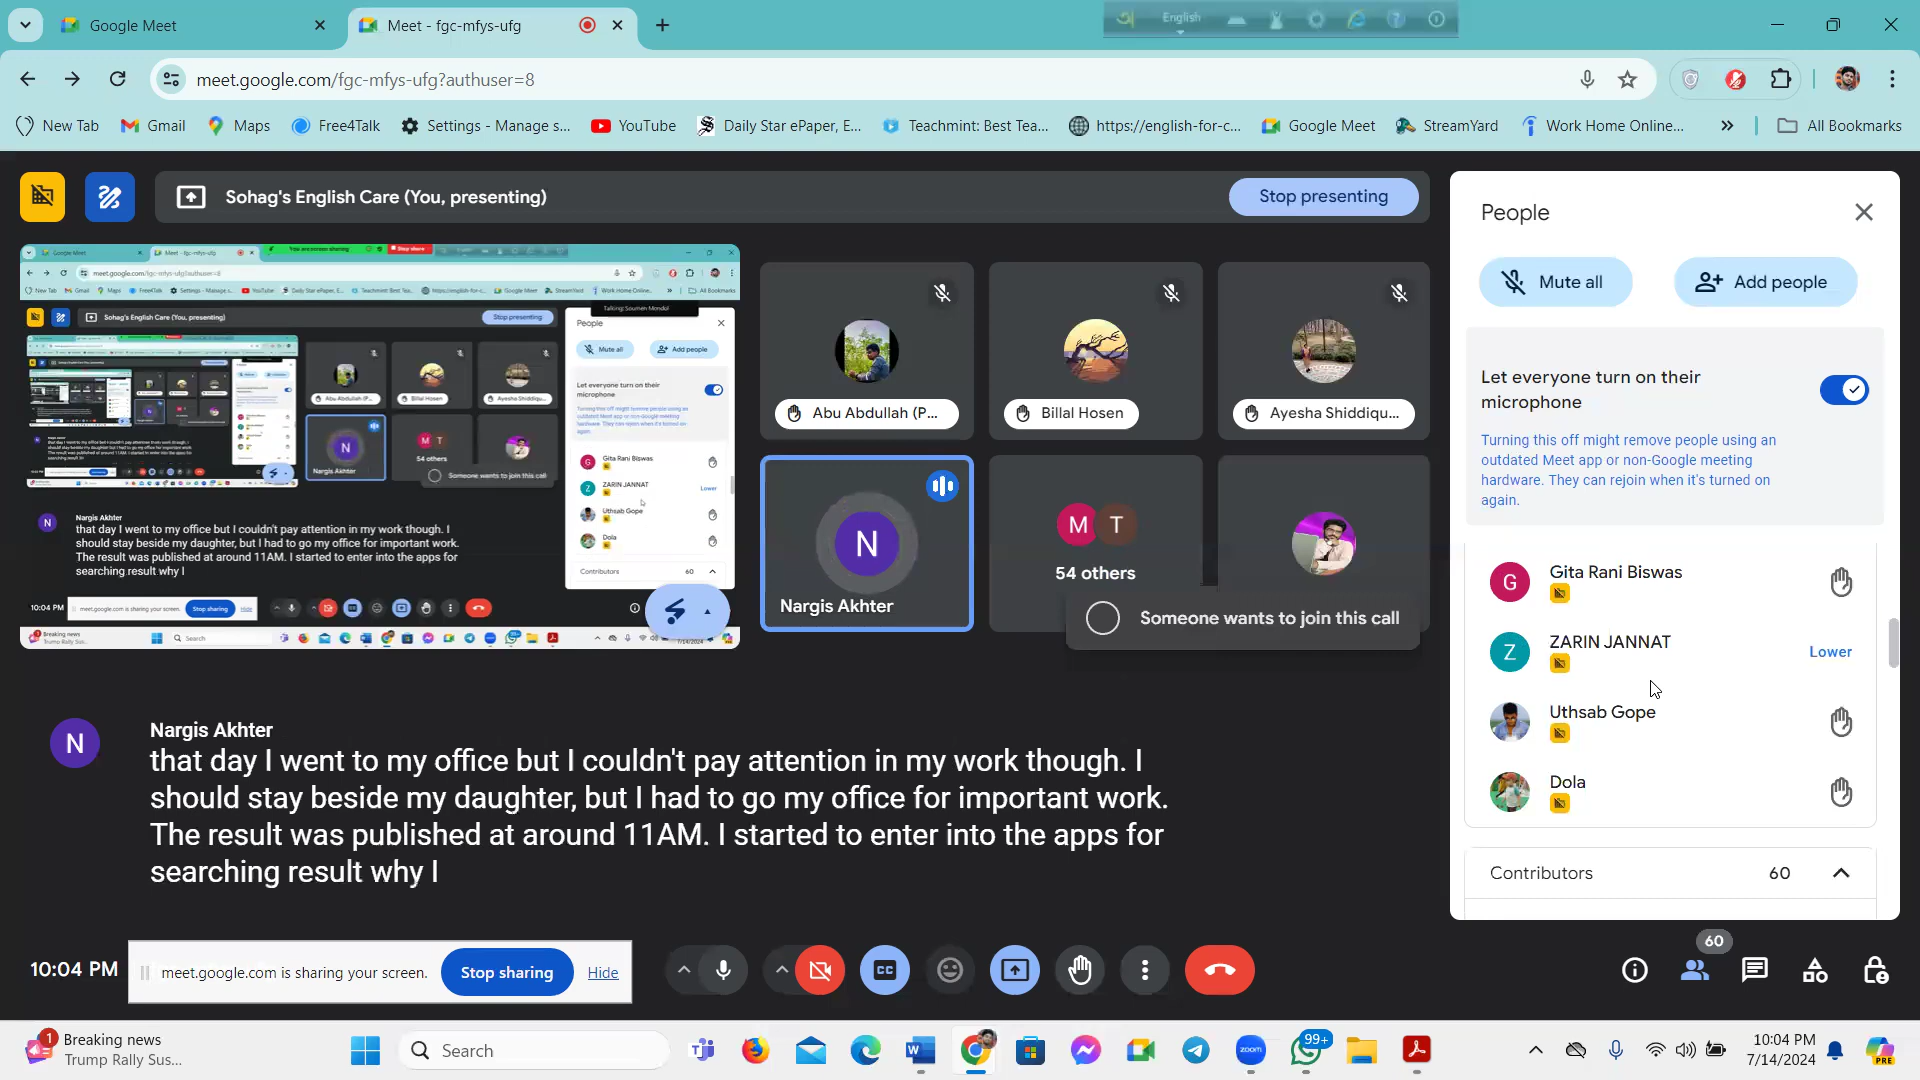 Google Meet
Meet - fgc-mfys-ufg
English
meet.google.com/fgc-mfys-ufg?authuser=8
New Tab
Gmail
Maps
Free4Talk
Settings - Manage s...
YouTube
Daily Star ePaper, E...
Teachmint: Best Tea...
https://english-for-c...
Google Meet
StreamYard
Work Home Online...
All Bookmarks
Sohag's English Care (You, presenting)
Stop presenting
People
Mute all
Add people
Let everyone turn on their
microphone
Turning this off might remove people using an
outdated Meet app or non-Google meeting
hardware. They can rejoin when it's turned on
again.
Abu Abdullah (P...
Billal Hosen
Ayesha Shiddiqu...
N
Nargis Akhter
M T
54 others
Someone wants to join this call
G
Gita Rani Biswas
Z
ZARIN JANNAT
Lower
Uthsab Gope
Dola
Contributors 60
N
Nargis Akhter
that day I went to my office but I couldn't pay attention in my work though. I
should stay beside my daughter, but I had to go my office for important work.
The result was published at around 11AM. I started to enter into the apps for
searching result why I
10:04 PM
meet.google.com is sharing your screen.
Stop sharing
Hide
CC
60
1
Breaking news
Trump Rally Sus...
Search
zoom
99+
10:04 PM
7/14/2024
PRE